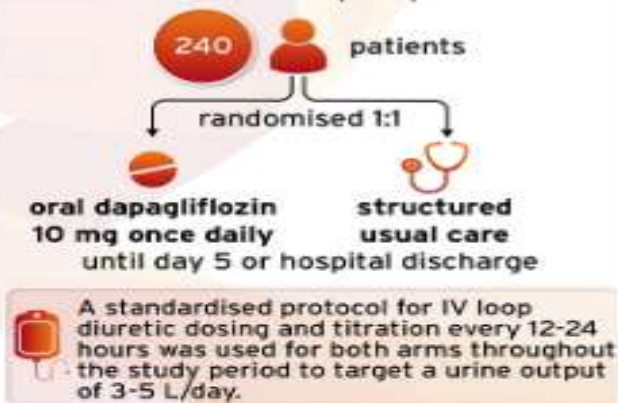 240 patients
randomised 1:1
oral dapagliflozin structured
10 mg once daily usual care
until day 5 or hospital discharge
A standardised protocol for IV loop
diuretic dosing and titration every 12-24
hours was used for both arms throughout
the study period to target a urine output
of 3-5 L/day.